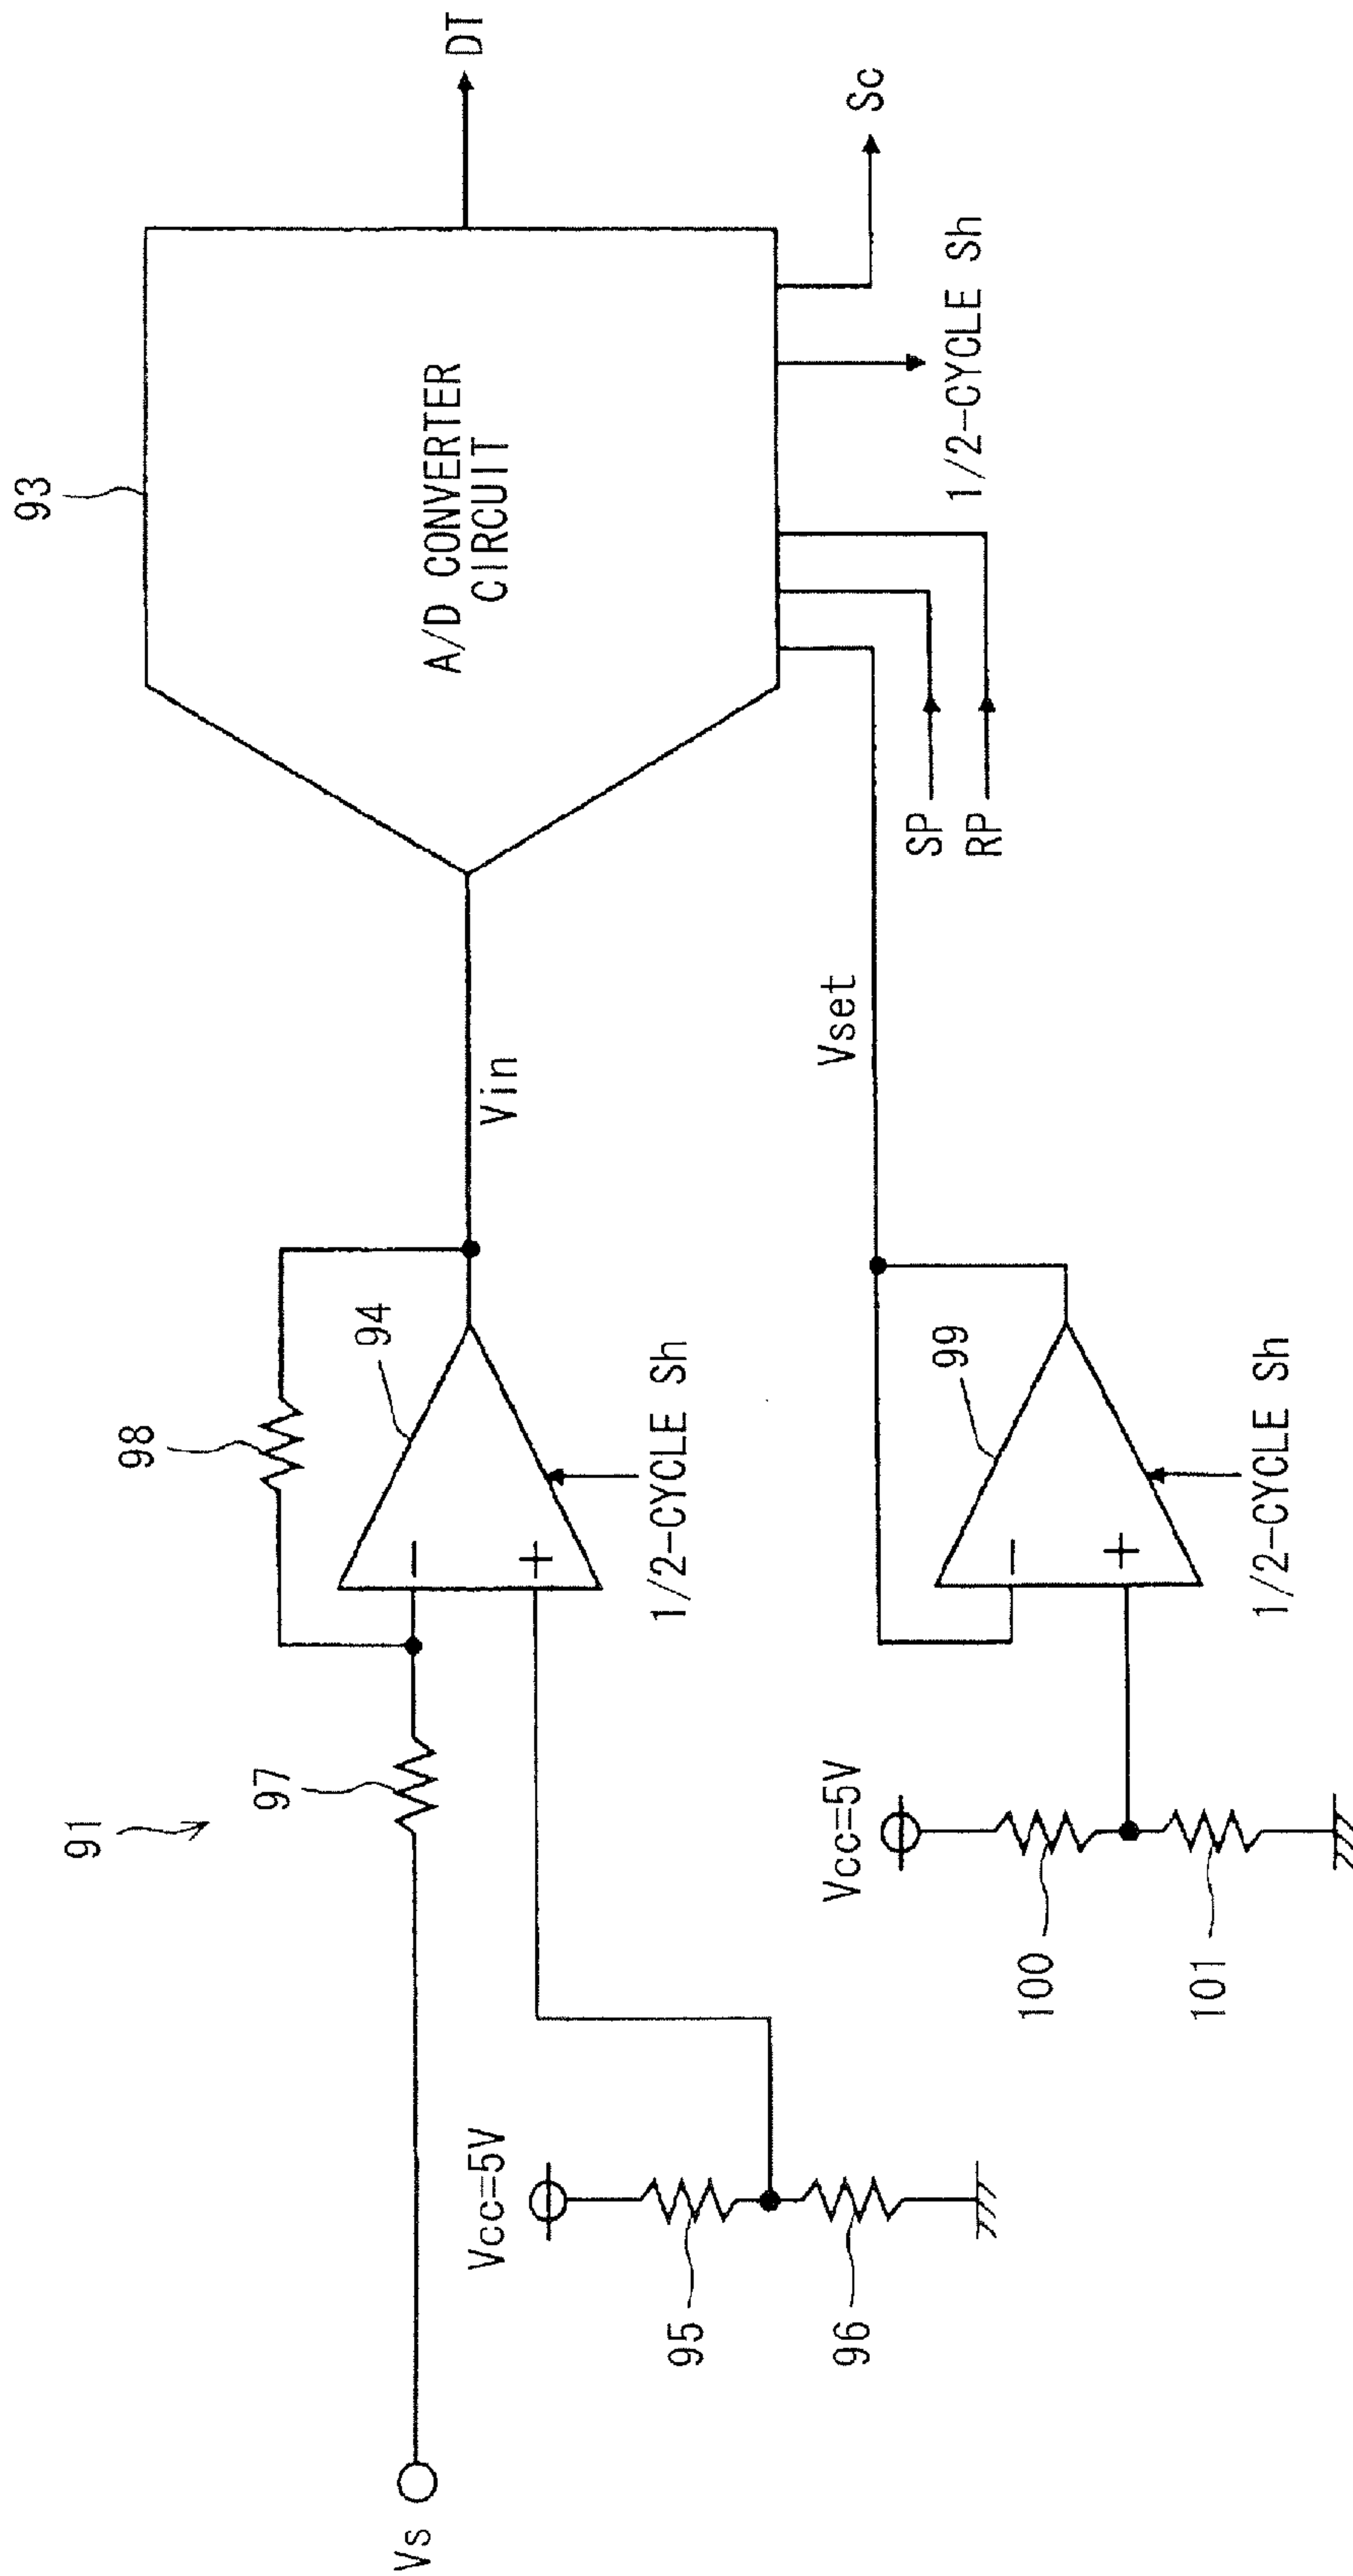 93
DT
A/D CONVERTER
CIRCUIT
Sc
1/2-CYCLE Sh
SP
RP
Vin
Vset
98
94
1/2-CYCLE Sh
99
1/2-CYCLE Sh
91
97
Vcc=5V
100
101
Vcc=5V
95
96
Vs